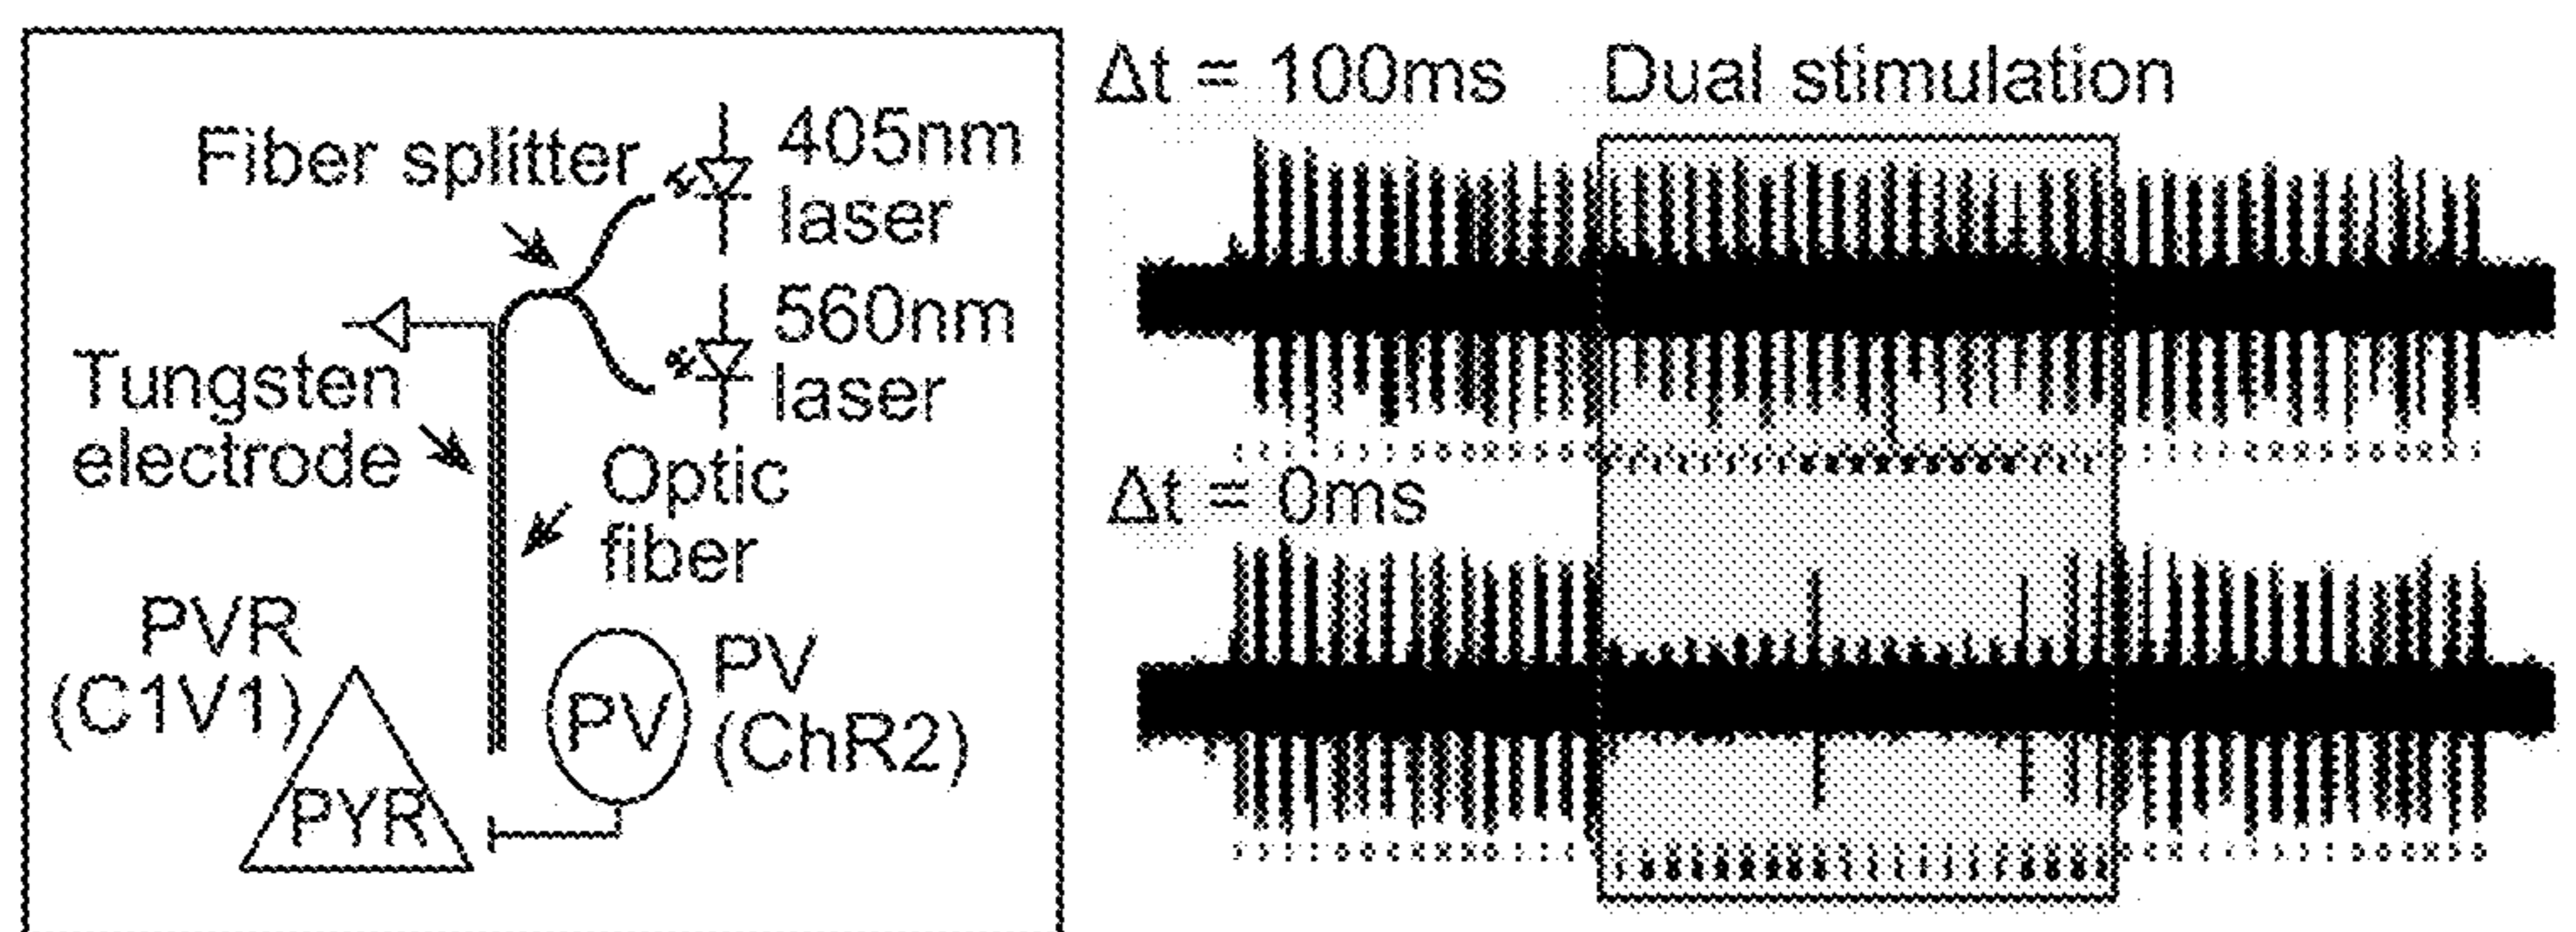 Fiber splitter
405nm
laser
560nm
laser
Tungsten
electrode
Optic
fiber
PVR
(C1V1)
PYR
PV
PV
(ChR2)
Δt = 100ms
Dual stimulation
Δt = 0ms